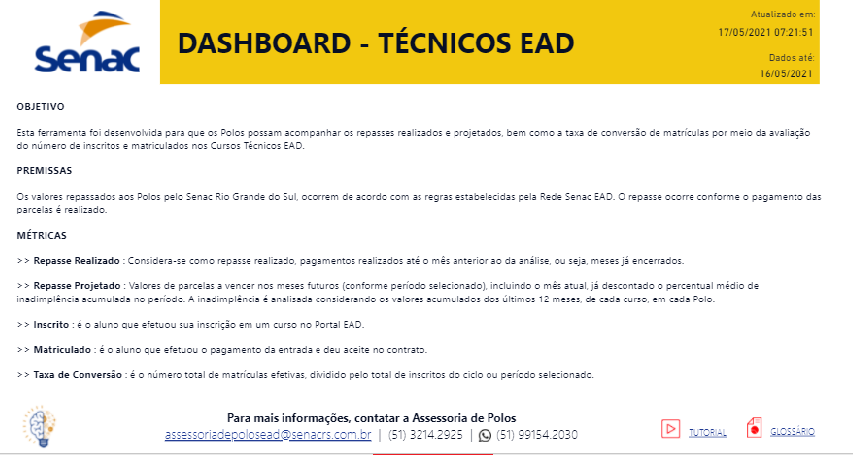 Senac
DASHBOARD - TÉCNICOS EAD
Atualizado em:
17/05/2021 07:21:51
Dados até:
16/05/2021
OBJETIVO
Esta ferramenta foi desenvolvida para que os Polos possam acompanhar os repasses realizados e projetados, bem como a taxa de conversão de matrículas por meio da avaliação
do número de inscritos e matriculados nos Cursos Técnicos EAD.
PREMISSAS
Os valores repassados aos Polos pelo Senac Rio Grande do Sul, ocorrem de acordo com as regras estabelecidas pela Rede Senac EAD. O repasse ocorre conforme o pagamento das
parcelas é realizado.
MÉTRICAS
>> Repasse Realizado : Considera-se como repasse realizado, pagamentos realizados até o mês anterior ao da análise, ou seja, meses já encerrados.
>> Repasse Projetado : Valores de parcelas a vencer nos meses futuros (conforme período selecionado), incluindo o mês atual, já descontado o percentual médio de
inadimplência acumulada no período. A inadimplência é analisada considerando os valores acumulados dos últimos 12 meses, de cada curso, em cada Polo.
>> Inscrito : é o aluno que efetuou sua inscrição em um curso no Portal EAD.
>> Matriculado : é o aluno que efetuou o pagamento da entrada e deu aceite no contrato.
>> Taxa de Conversão : é o número total de matrículas efetivas, dividido pelo total de inscritos do ciclo ou período selecionado.
Para mais informações, contatar a Assessoria de Polos
assessoriadepolosead@senacrs.com.br | (51) 3214.2925 | (51) 99154.2030
TUTORIAL
GLOSSÁRIO